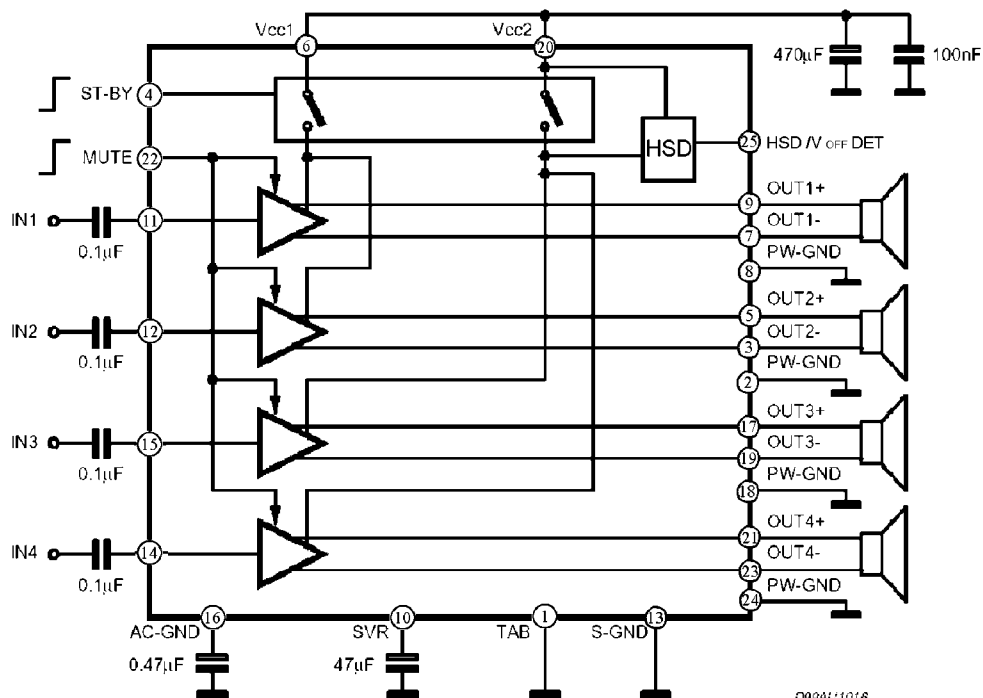 Vcc1 Vcc2
6 20
470µF 100nF
ST-BY 4
HSD
25 HSD /V OFF DET
MUTE 22
OUT1+
9
IN1 0.1µF 11
OUT1-
7
PW-GND
8
OUT2+
5
IN2 0.1µF 12
OUT2-
3
PW-GND
2
OUT3+
17
IN3 0.1µF 15
OUT3-
19
PW-GND
18
OUT4+
21
IN4 0.1µF 14
OUT4-
23
PW-GND
24
16 10 1 13
AC-GND SVR TAB S-GND
0.47µF 47µF